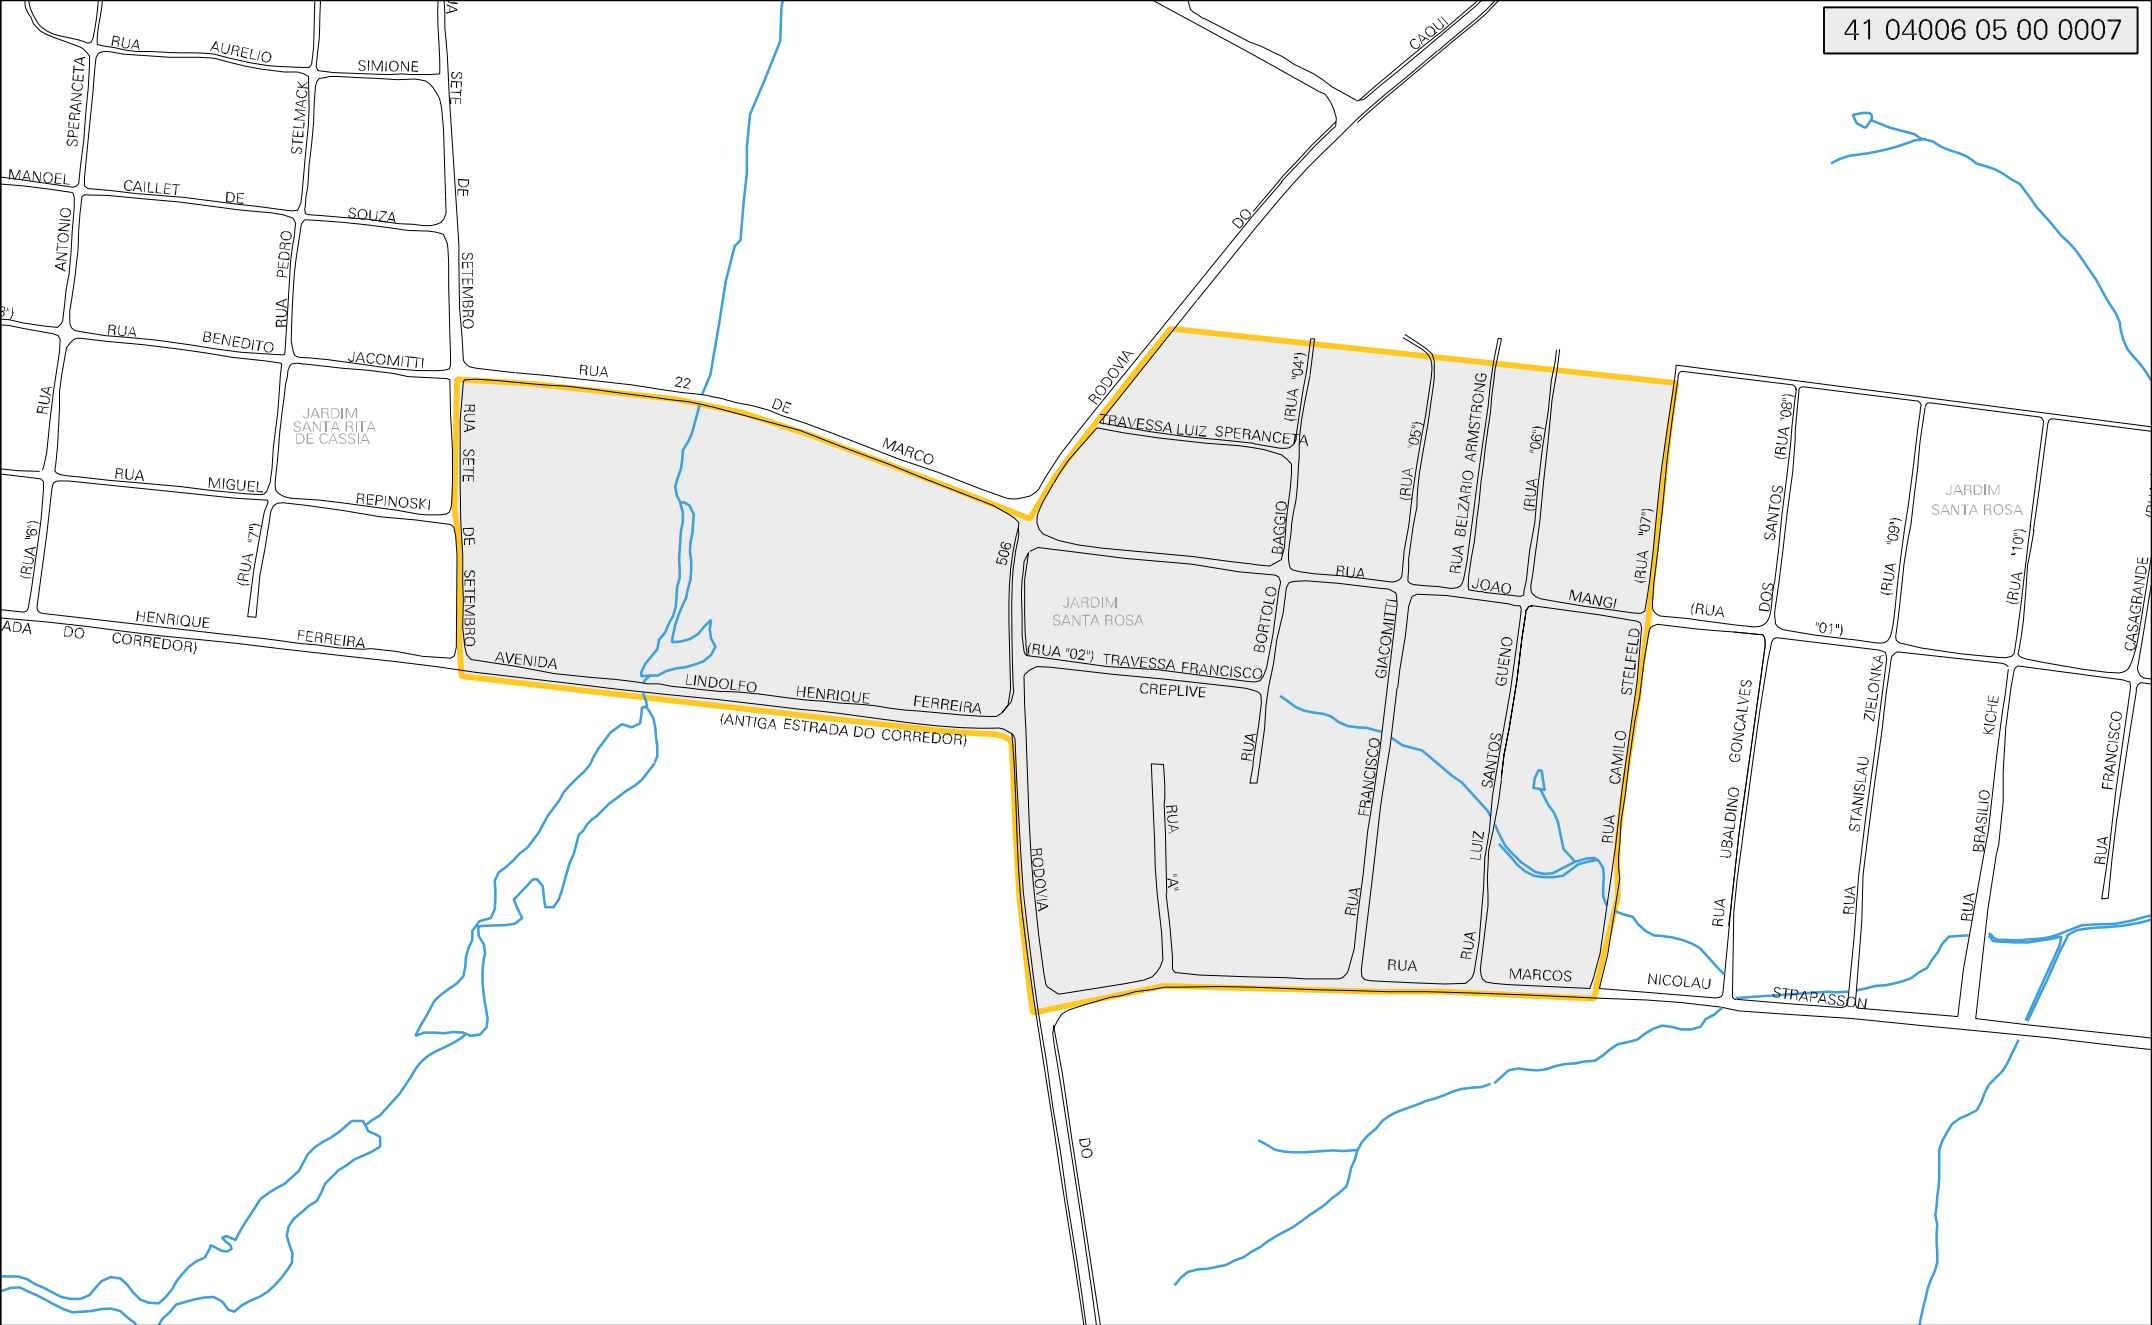 41 04006 05 00 0007
RUA AURELIO SIMIONE
SPERANCETA
STELMACK
SETE
CAQUI
MANOEL CAILLET DE SOUZA
DE
DO
ANTONIO
RUA PEDRO
SETEMBRO
RUA BENEDITO JACOMITTI
RUA 22 DE MARCO
RODOVIA
RUA
JARDIM
SANTA RITA
DE CASSIA
RUA SETE DE SETEMBRO
TRAVESSA LUIZ SPERANCETA
(RUA "04")
(RUA "05")
RUA BELZARIO ARMSTRONG
(RUA "06")
(RUA "07")
(RUA "08")
(RUA "09")
(RUA "10")
JARDIM
SANTA ROSA
RUA MIGUEL REPINOSKI
(RUA "6")
(RUA "7")
506
BAGGIO
BORTOLO
RUA
RUA JOAO MANGI
(RUA "01")
DOS SANTOS
CASAGRANDE
JARDIM
SANTA ROSA
HENRIQUE FERREIRA
ADA DO CORREDOR)
AVENIDA LINDOLFO HENRIQUE FERREIRA
(ANTIGA ESTRADA DO CORREDOR)
(RUA "02") TRAVESSA FRANCISCO
CREPLIVE
RUA FRANCISCO GIACOMITTI
RUA LUIZ SANTOS GUENO
RUA CAMILO STELFELD
RUA UBALDINO GONCALVES
RUA STANISLAU ZIELONKA
RUA BRASILIO KICHE
RUA FRANCISCO
RUA "A"
RODOVIA
DO
RUA MARCOS NICOLAU STRAPASSON